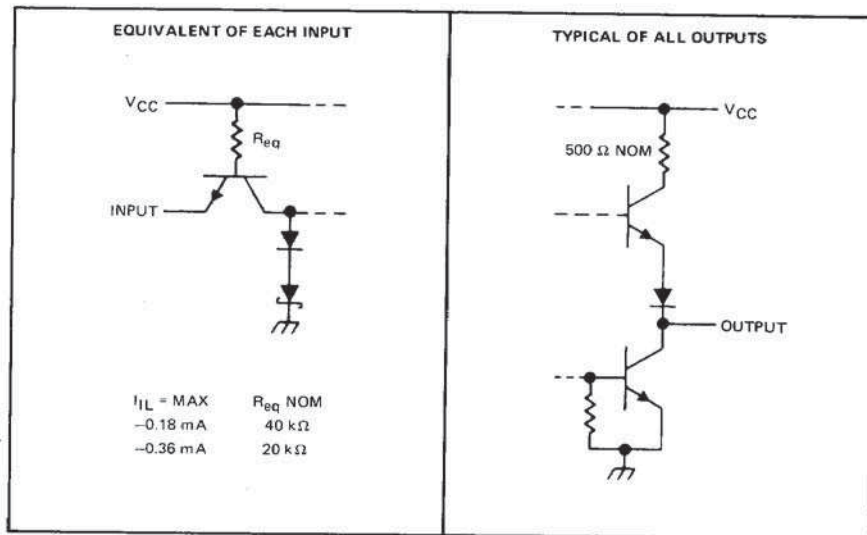 EQUIVALENT OF EACH INPUT
VCC
Req
INPUT
IIL = MAX Req NOM
–0.18 mA 40 kΩ
–0.36 mA 20 kΩ
TYPICAL OF ALL OUTPUTS
VCC
500 Ω NOM
OUTPUT